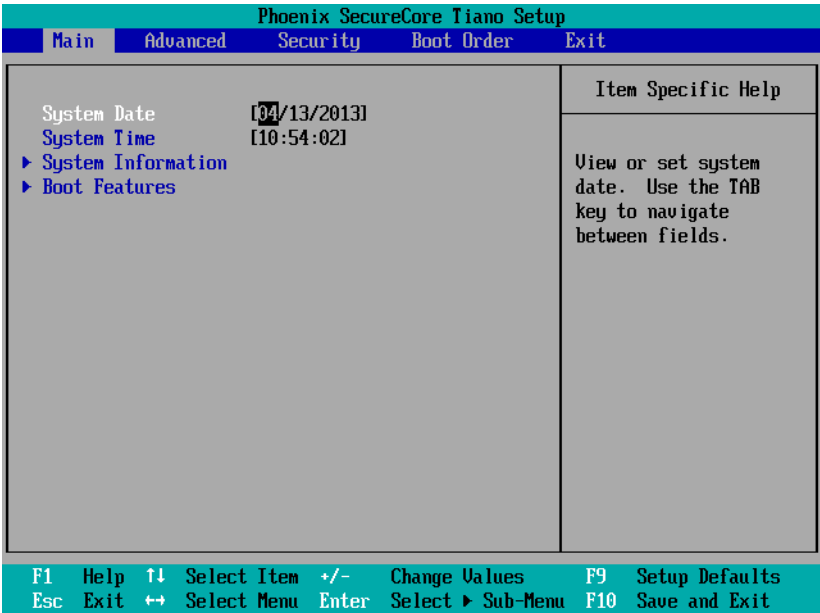 Phoenix SecureCore Tiano Setup
Main Advanced Security Boot Order Exit
Item Specific Help
System Date [04/13/2013]
System Time [10:54:02]
▶ System Information
▶ Boot Features
View or set system
date. Use the TAB
key to navigate
between fields.
F1 Help ↑↓ Select Item +/- Change Values F9 Setup Defaults
Esc Exit ↔ Select Menu Enter Select ▶ Sub-Menu F10 Save and Exit